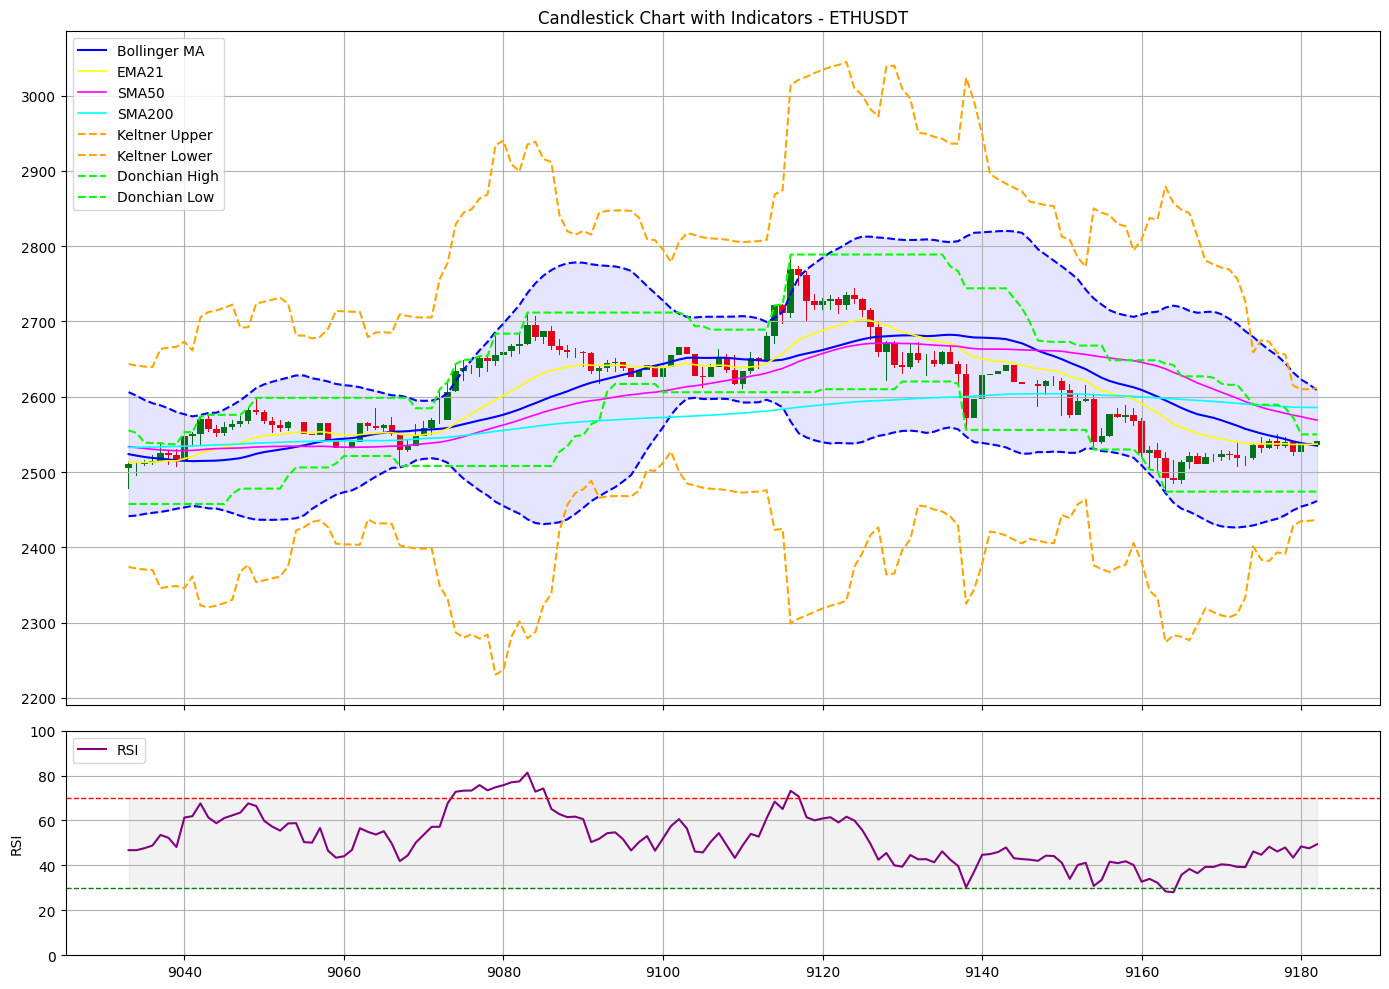 Candlestick Chart with Indicators - ETHUSDT
Bollinger MA
EMA21
SMA50
SMA200
Keltner Upper
Keltner Lower
Donchian High
Donchian Low
3000
2900
2800
2700
2600
2500
2400
2300
2200
RSI
100
80
60
40
20
0
RSI
9040
9060
9080
9100
9120
9140
9160
9180